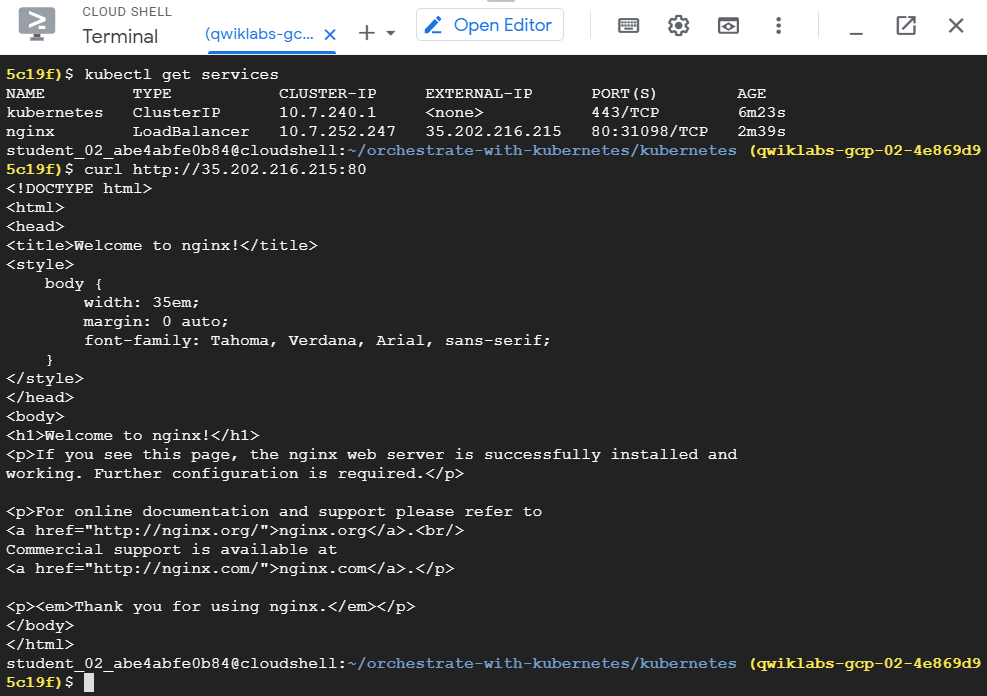 CLOUD SHELL
Terminal
(qwiklabs-gc...
Open Editor
5c19f)$ kubectl get services
NAME         TYPE           CLUSTER-IP     EXTERNAL-IP      PORT(S)        AGE
kubernetes   ClusterIP      10.7.240.1     <none>           443/TCP        6m23s
nginx        LoadBalancer   10.7.252.247   35.202.216.215   80:31098/TCP   2m39s
student_02_abe4abfe0b84@cloudshell:~/orchestrate-with-kubernetes/kubernetes (qwiklabs-gcp-02-4e869d9
5c19f)$ curl http://35.202.216.215:80
<!DOCTYPE html>
<html>
<head>
<title>Welcome to nginx!</title>
<style>
    body {
        width: 35em;
        margin: 0 auto;
        font-family: Tahoma, Verdana, Arial, sans-serif;
    }
</style>
</head>
<body>
<h1>Welcome to nginx!</h1>
<p>If you see this page, the nginx web server is successfully installed and
working. Further configuration is required.</p>

<p>For online documentation and support please refer to
<a href="http://nginx.org/">nginx.org</a>.<br/>
Commercial support is available at
<a href="http://nginx.com/">nginx.com</a>.</p>

<p><em>Thank you for using nginx.</em></p>
</body>
</html>
student_02_abe4abfe0b84@cloudshell:~/orchestrate-with-kubernetes/kubernetes (qwiklabs-gcp-02-4e869d9
5c19f)$